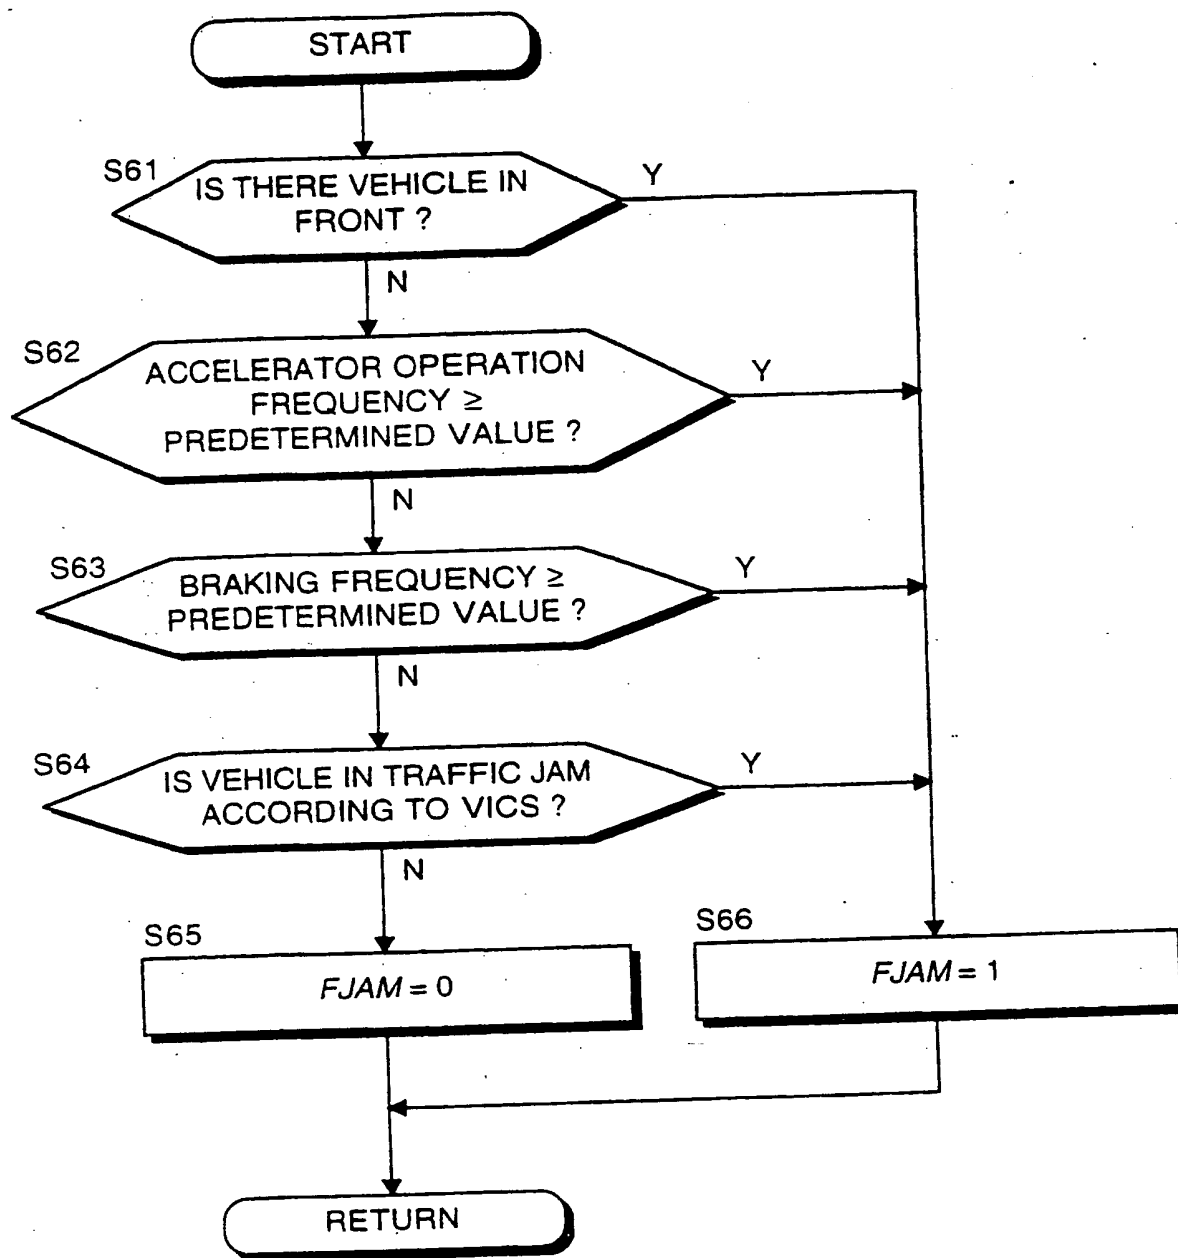 START
S61
IS THERE VEHICLE IN
FRONT ?
Y
N
S62
ACCELERATOR OPERATION
FREQUENCY ≥
PREDETERMINED VALUE ?
Y
N
S63
BRAKING FREQUENCY ≥
PREDETERMINED VALUE ?
Y
N
S64
IS VEHICLE IN TRAFFIC JAM
ACCORDING TO VICS ?
Y
N
S65
FJAM = 0
S66
FJAM = 1
RETURN